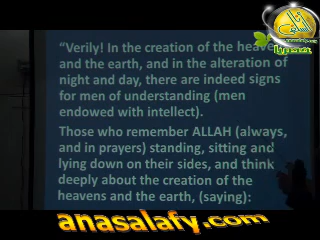 "Verily! In the creation of the heavens
and the earth, and in the alteration of
night and day, there are indeed signs
for men of understanding (men
endowed with intellect).
Those who remember ALLAH (always,
and in prayers) standing, sitting and
lying down on their sides, and think
deeply about the creation of the
heavens and the earth, (saying):
anasalafy.com